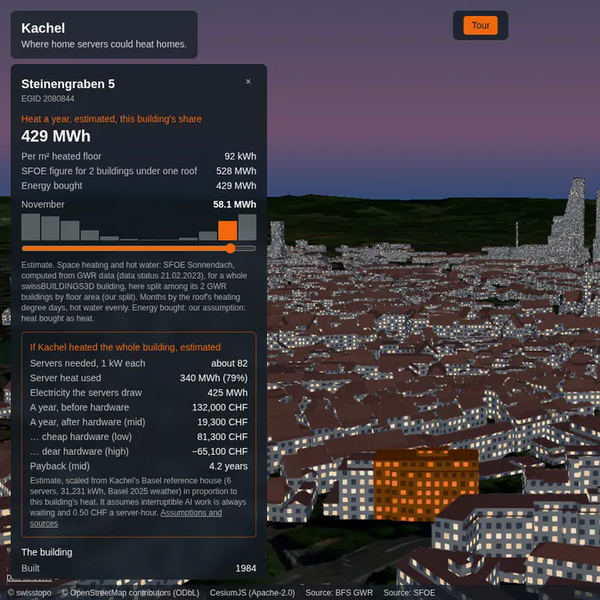 Kachel
Where home servers could heat homes.
Tour
Steinengraben 5
×
EGID 2080844
Heat a year, estimated, this building's share
429 MWh
Per m² heated floor 92 kWh
SFOE figure for 2 buildings under one roof 528 MWh
Energy bought 429 MWh
November 58.1 MWh
Estimate. Space heating and hot water: SFOE Sonnendach,
computed from GWR data (data status 21.02.2023), for a whole
swissBUILDINGS3D building, here split among its 2 GWR
buildings by floor area (our split). Months by the roof's heating
degree days, hot water evenly. Energy bought: our assumption:
heat bought as heat.
If Kachel heated the whole building, estimated
Servers needed, 1 kW each about 82
Server heat used 340 MWh (79%)
Electricity the servers draw 425 MWh
A year, before hardware 132,000 CHF
A year, after hardware (mid) 19,300 CHF
… cheap hardware (low) 81,300 CHF
… dear hardware (high) −65,100 CHF
Payback (mid) 4.2 years
Estimate, scaled from Kachel's Basel reference house (6
servers, 31,231 kWh, Basel 2025 weather) in proportion to
this building's heat. It assumes interruptible AI work is always
waiting and 0.50 CHF a server-hour. Assumptions and
sources
The building
Built 1984
© swisstopo © OpenStreetMap contributors (ODbL) CesiumJS (Apache-2.0) Source: BFS GWR Source: SFOE